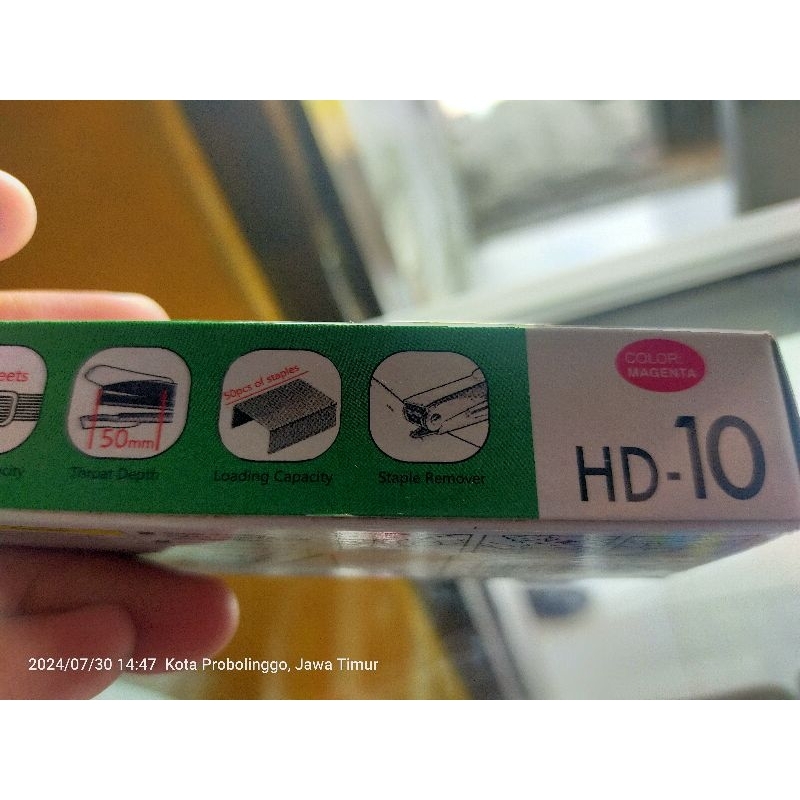 eets
city
50mm
Throat Depth
50pcs of staples
Loading Capacity
Staple Remover
COLOR:
MAGENTA
HD-10
2024/07/30 14:47 Kota Probolinggo, Jawa Timur